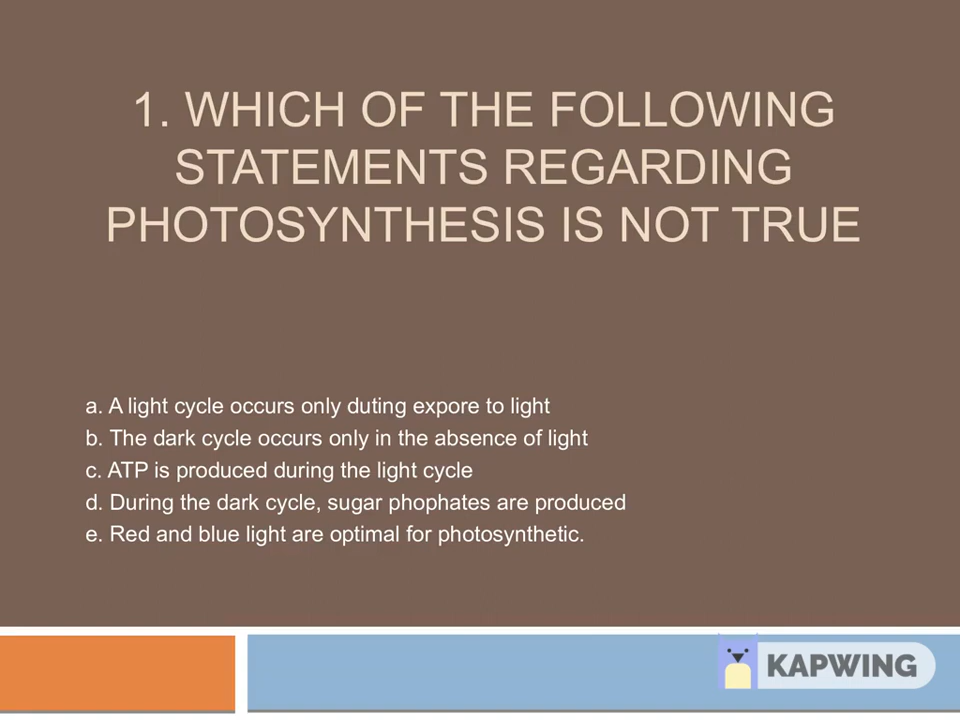 1. WHICH OF THE FOLLOWING
STATEMENTS REGARDING
PHOTOSYNTHESIS IS NOT TRUE
a. A light cycle occurs only duting expore to light
b. The dark cycle occurs only in the absence of light
c. ATP is produced during the light cycle
d. During the dark cycle, sugar phophates are produced
e. Red and blue light are optimal for photosynthetic.
KAPWING